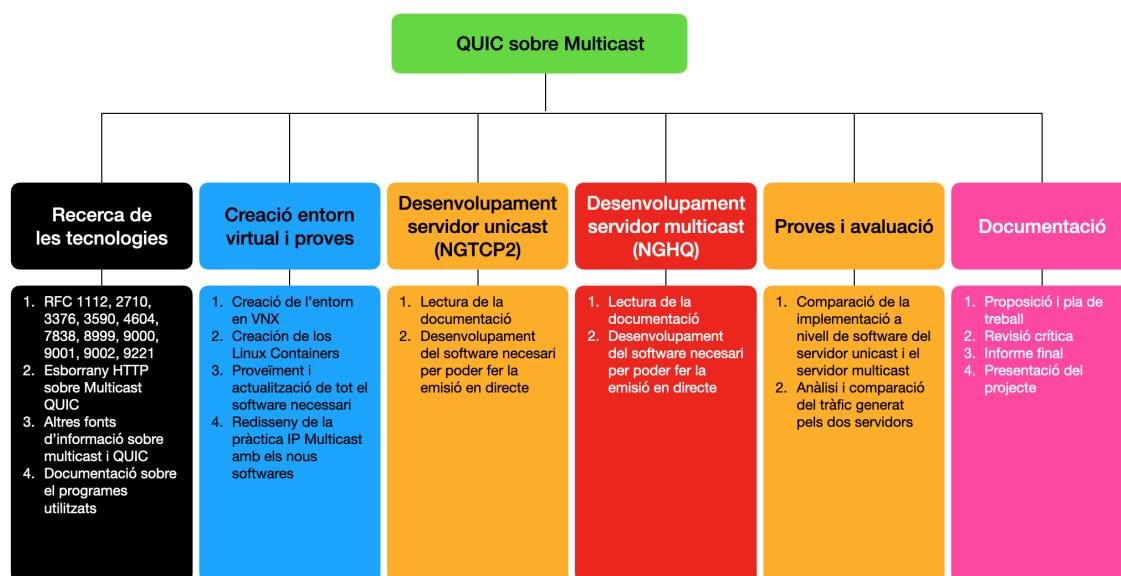 QUIC sobre Multicast
Recerca de
les tecnologies
Creació entorn
virtual i proves
Desenvolupament
servidor unicast
(NGTCP2)
Desenvolupament
servidor multicast
(NGHQ)
Proves i avaluació
Documentació
1. RFC 1112, 2710,
3376, 3590, 4604,
7838, 8999, 9000,
9001, 9002, 9221
2. Esborrany HTTP
sobre Multicast
QUIC
3. Altres fonts
d’informació sobre
multicast i QUIC
4. Documentació sobre
el programes
utilitzats
1. Creació de l’entorn
en VNX
2. Creación de los
Linux Containers
3. Proveïment i
actualització de tot el
software necessari
4. Redisseny de la
pràctica IP Multicast
amb els nous
softwares
1. Lectura de la
documentació
2. Desenvolupament
del software necesari
per poder fer la
emisió en directe
1. Lectura de la
documentació
2. Desenvolupament
del software necesari
per poder fer la
emisió en directe
1. Comparació de la
implementació a
nivell de software del
servidor unicast i el
servidor multicast
2. Anàlisi i comparació
del tràfic generat
pels dos servidors
1. Proposició i pla de
treball
2. Revisió crítica
3. Informe final
4. Presentació del
projecte